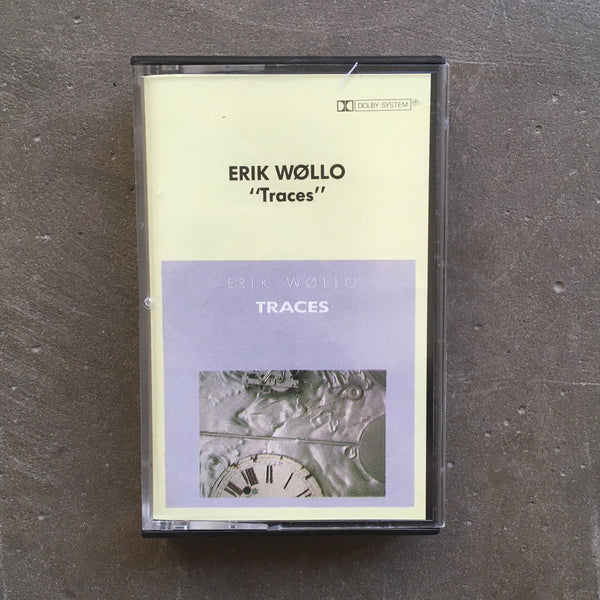 DOLBY SYSTEM®
ERIK WØLLO
“Traces”
ERIK WØLLO
TRACES